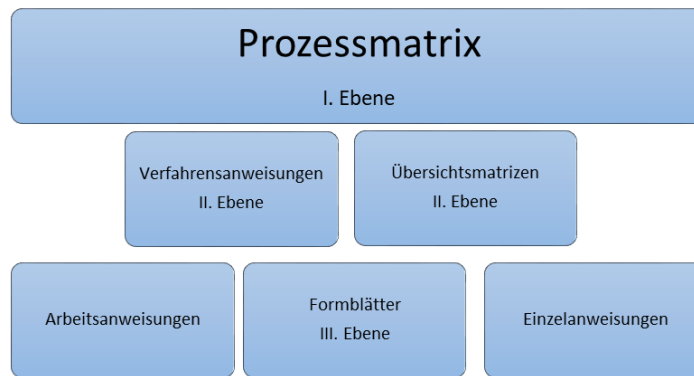 Prozessmatrix
I. Ebene
Verfahrensanweisungen
II. Ebene
Übersichtsmatrizen
II. Ebene
Arbeitsanweisungen
Formblätter
III. Ebene
Einzelanweisungen